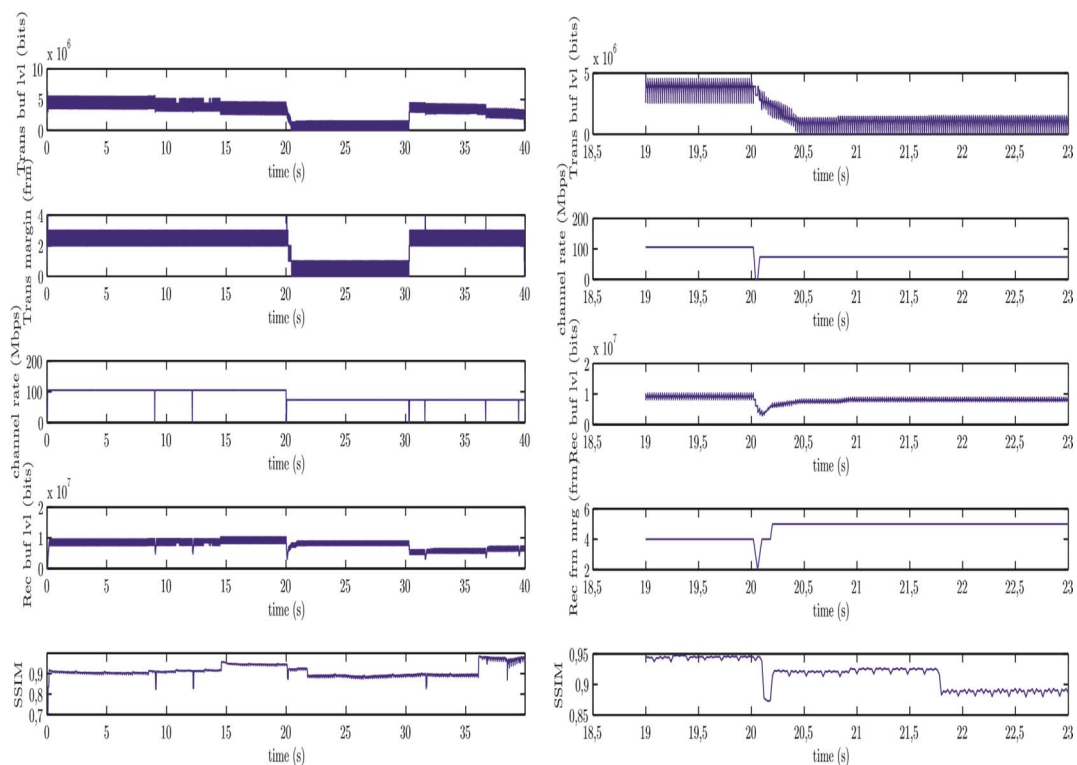 x 10^6
Trans buf lvl (bits)
10
5
0
0 5 10 15 20 25 30 35 40
time (s)
Trans margin (frm)
4
2
0
0 5 10 15 20 25 30 35 40
time (s)
channel rate (Mbps)
200
100
0
0 5 10 15 20 25 30 35 40
time (s)
x 10^7
Rec buf lvl (bits)
2
1
0
0 5 10 15 20 25 30 35 40
time (s)
SSIM
0,9
0,8
0,7
0 5 10 15 20 25 30 35 40
time (s)
x 10^6
Trans buf lvl (bits)
5
0
18,5 19 19,5 20 20,5 21 21,5 22 22,5 23
time (s)
channel rate (Mbps)
200
100
0
18,5 19 19,5 20 20,5 21 21,5 22 22,5 23
time (s)
x 10^7
Rec buf lvl (bits)
2
1
0
18,5 19 19,5 20 20,5 21 21,5 22 22,5 23
time (s)
Rec frm mrg (frm
6
4
2
18,5 19 19,5 20 20,5 21 21,5 22 22,5 23
time (s)
SSIM
0,95
0,9
0,85
18,5 19 19,5 20 20,5 21 21,5 22 22,5 23
time (s)